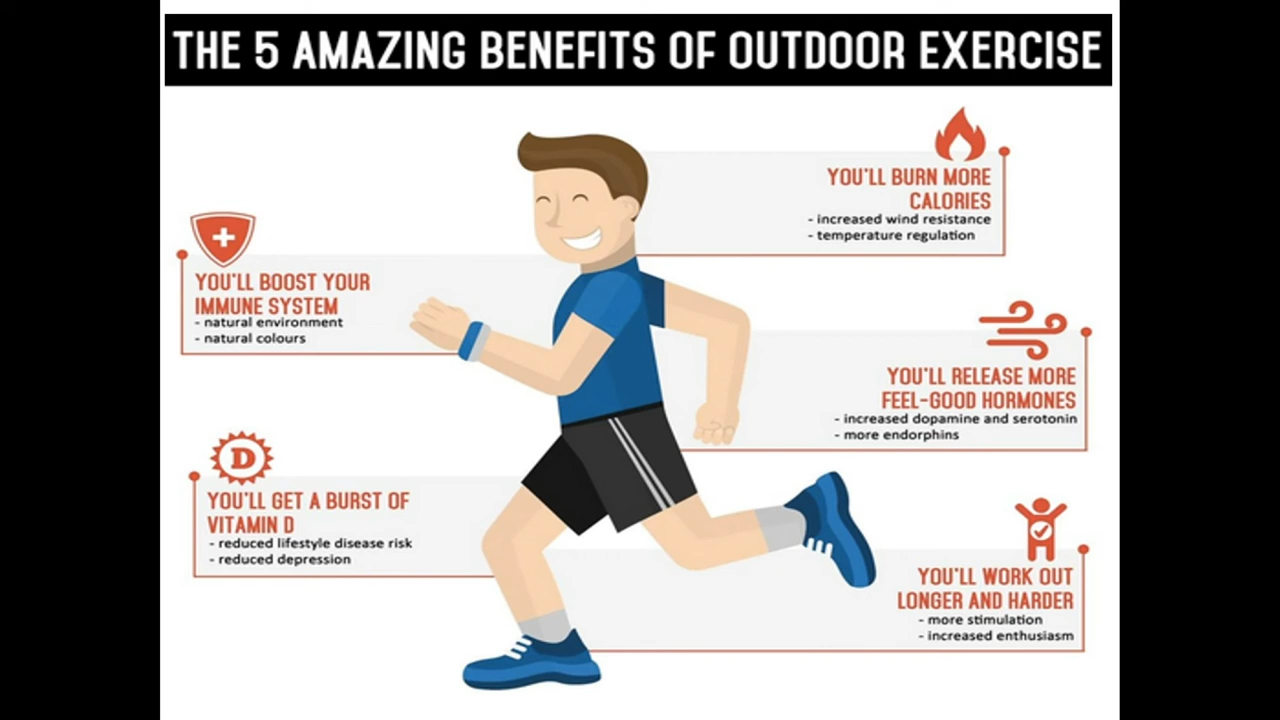 THE 5 AMAZING BENEFITS OF OUTDOOR EXERCISE
YOU'LL BURN MORE
CALORIES
- increased wind resistance
- temperature regulation
YOU'LL BOOST YOUR
IMMUNE SYSTEM
- natural environment
- natural colours
YOU'LL RELEASE MORE
FEEL-GOOD HORMONES
- increased dopamine and serotonin
- more endorphins
D
YOU'LL GET A BURST OF
VITAMIN D
- reduced lifestyle disease risk
- reduced depression
YOU'LL WORK OUT
LONGER AND HARDER
- more stimulation
- increased enthusiasm